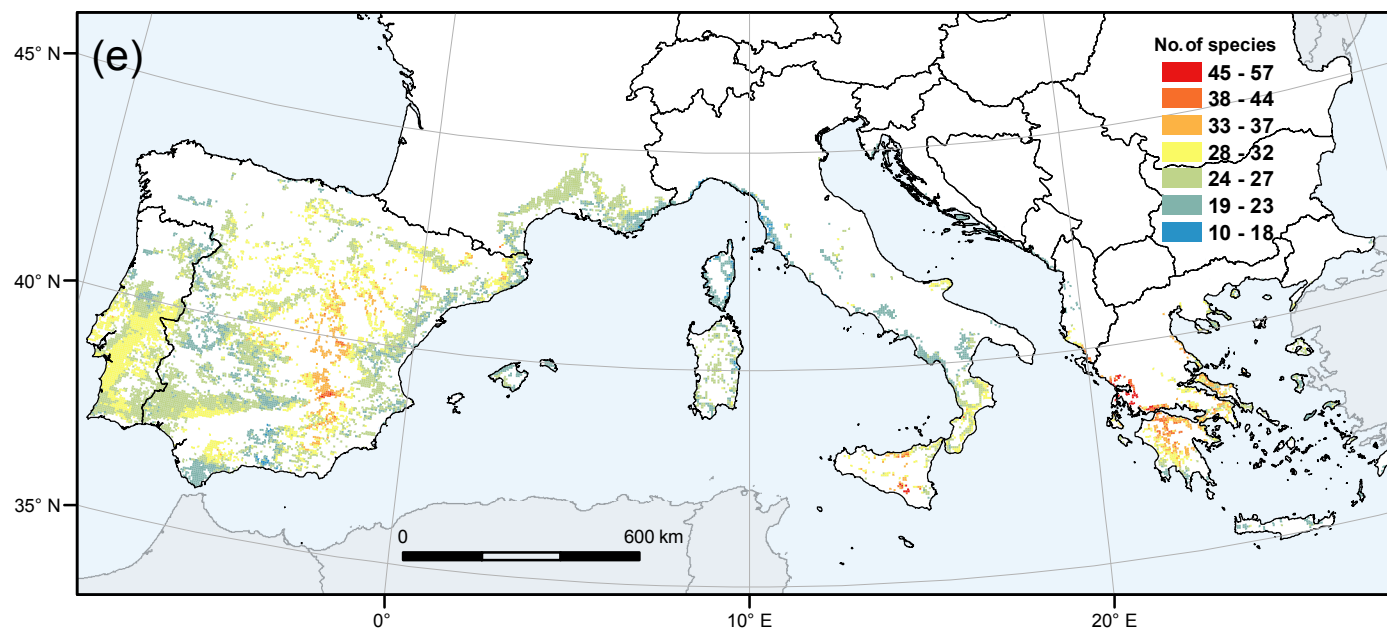 (e)
No. of species
45 - 57
38 - 44
33 - 37
28 - 32
24 - 27
19 - 23
10 - 18
45° N
40° N
35° N
0 600 km
0° 10° E 20° E